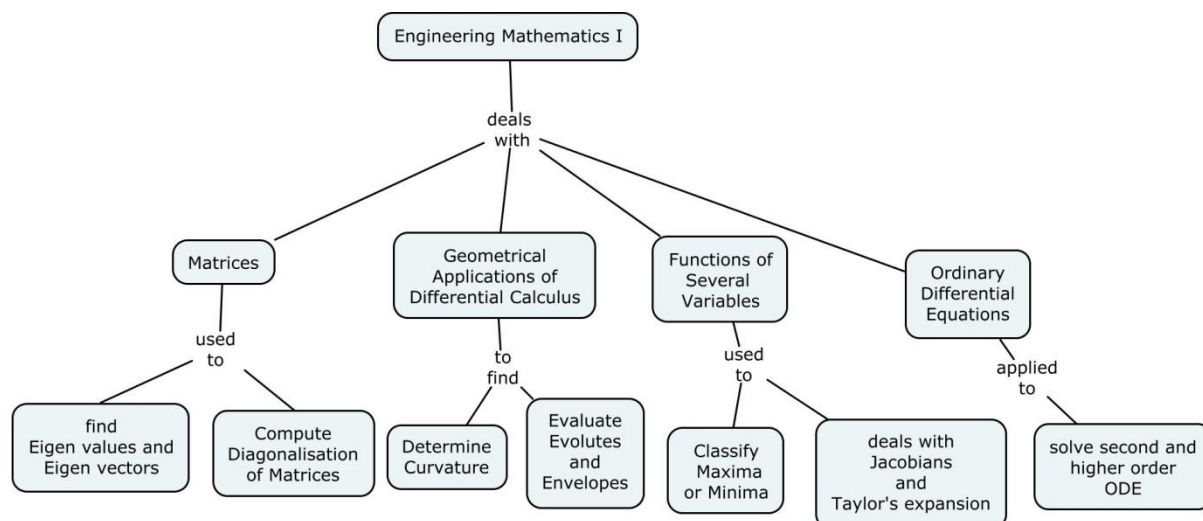 Engineering Mathematics I
deals
with
Matrices
Geometrical
Applications of
Differential Calculus
Functions of
Several
Variables
Ordinary
Differential
Equations
used
to
to
find
used
to
applied
to
find
Eigen values and
Eigen vectors
Compute
Diagonalisation
of Matrices
Determine
Curvature
Evaluate
Evolutes
and
Envelopes
Classify
Maxima
or Minima
deals with
Jacobians
and
Taylor's expansion
solve second and
higher order
ODE